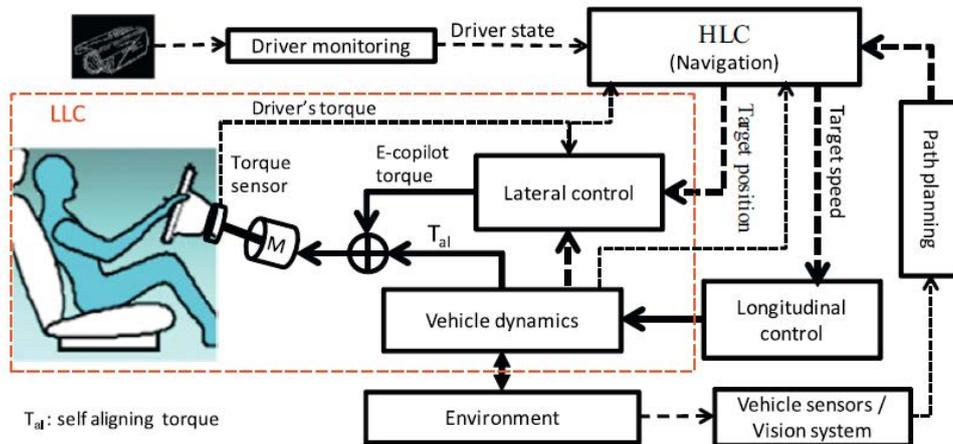 Driver monitoring
Driver state
HLC
(Navigation)
LLC
Driver's torque
Torque
sensor
E-copilot
torque
Lateral control
Target position
Target speed
Path planning
M
Tal
Vehicle dynamics
Longitudinal
control
Tal : self aligning torque
Environment
Vehicle sensors /
Vision system